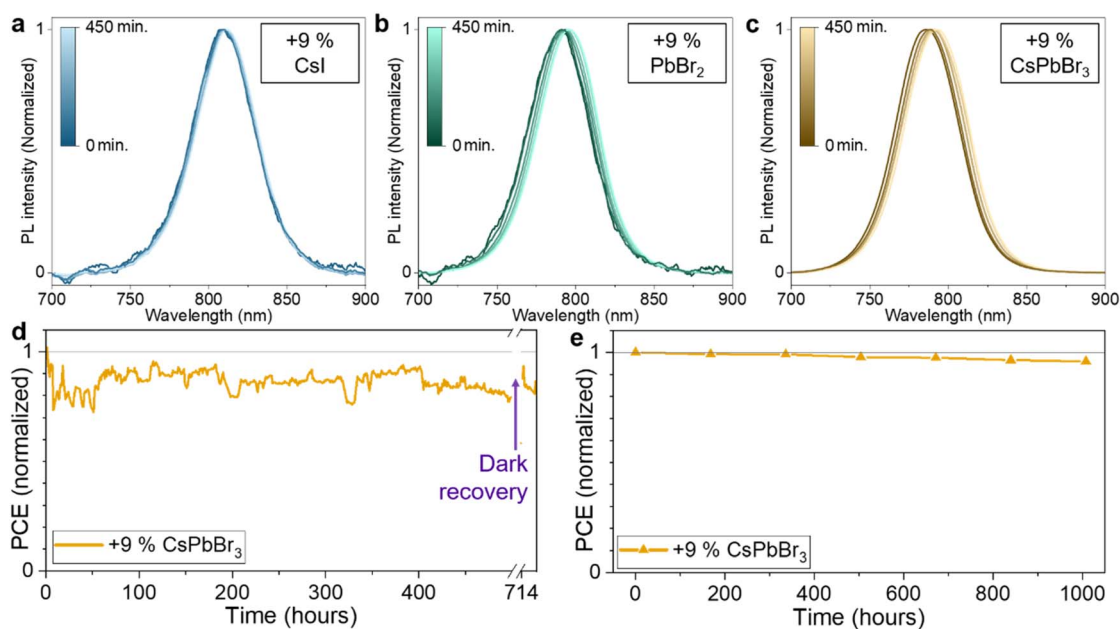 a
450 min.
0 min.
+9 %
CsI
PL intensity (Normalized)
1
0
700 750 800 850 900
Wavelength (nm)
b
450 min.
0 min.
+9 %
PbBr₂
PL intensity (Normalized)
1
0
700 750 800 850 900
Wavelength (nm)
c
450 min.
0 min.
+9 %
CsPbBr₃
PL intensity (Normalized)
1
0
700 750 800 850 900
Wavelength (nm)
d
PCE (normalized)
1
0
Dark
recovery
+9 % CsPbBr₃
0 100 200 300 400 714
Time (hours)
e
PCE (normalized)
1
0
+9 % CsPbBr₃
0 200 400 600 800 1000
Time (hours)